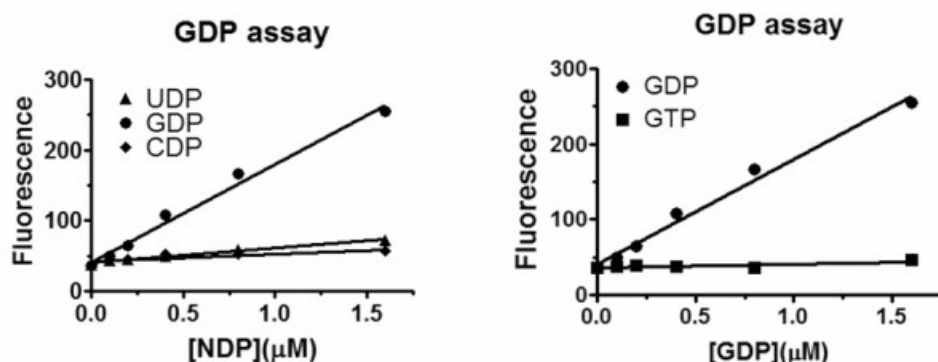 GDP assay
300
200
100
0
Fluorescence
UDP
GDP
CDP
0.0
0.5
1.0
1.5
[NDP](μM)
GDP assay
300
200
100
0
Fluorescence
GDP
GTP
0.0
0.5
1.0
1.5
[GDP](μM)